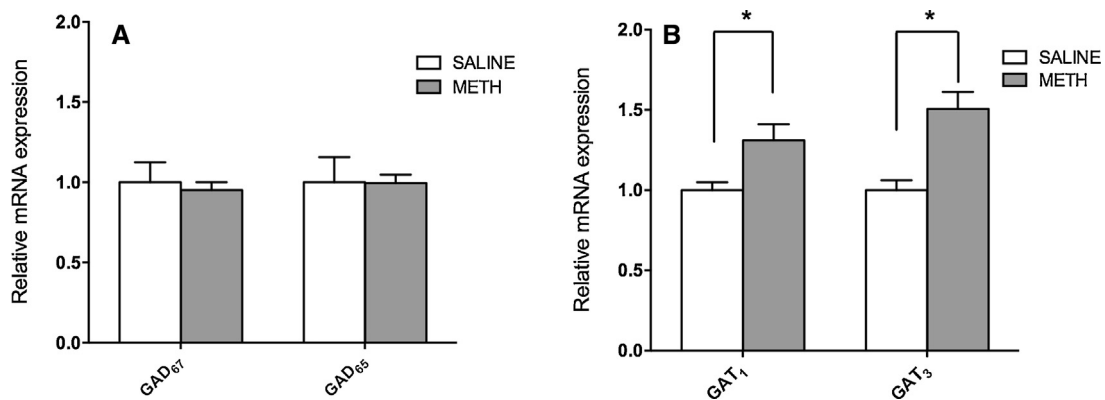 A
Relative mRNA expression
2.0
1.5
1.0
0.5
0.0
SALINE
METH
GAD67
GAD65
B
Relative mRNA expression
2.0
1.5
1.0
0.5
0.0
*
*
SALINE
METH
GAT1
GAT3